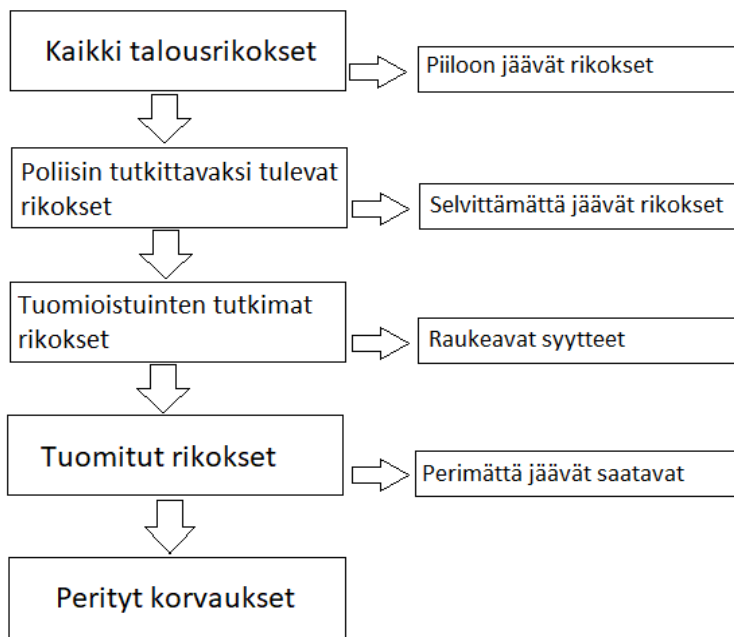 Kaikki talousrikokset
Piiloon jäävät rikokset
Poliisin tutkittavaksi tulevat
rikokset
Selvittämättä jäävät rikokset
Tuomioistuinten tutkimat
rikokset
Raukeavat syytteet
Tuomitut rikokset
Perimättä jäävät saatavat
Perityt korvaukset